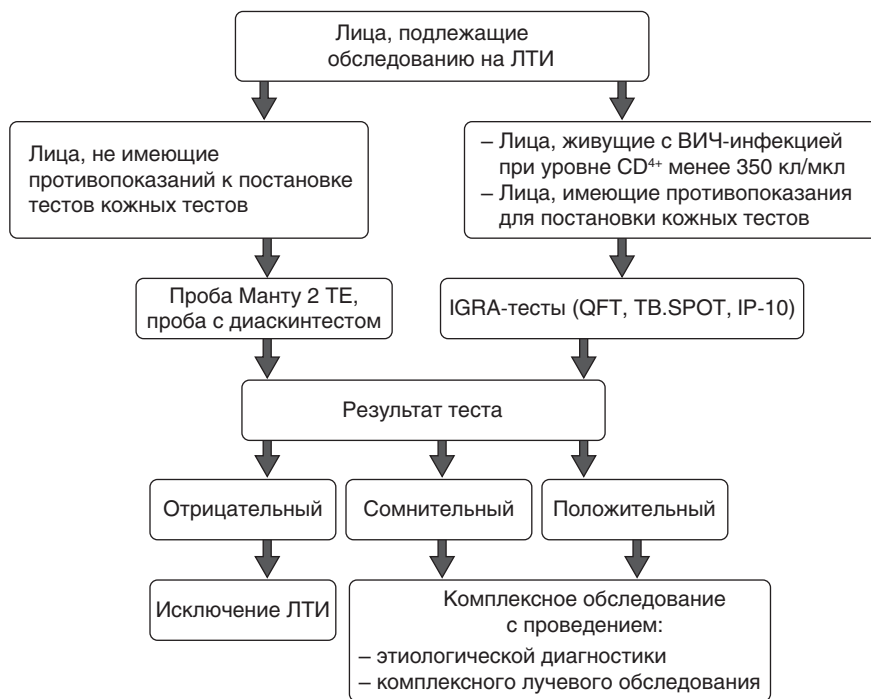 Лица, подлежащие
обследованию на ЛТИ
Лица, не имеющие
противопоказаний к постановке
тестов кожных тестов
– Лица, живущие с ВИЧ-инфекцией
при уровне CD⁴⁺ менее 350 кл/мкл
– Лица, имеющие противопоказания
для постановки кожных тестов
Проба Манту 2 ТЕ,
проба с диаскинтестом
IGRA-тесты (QFT, TB.SPOT, IP-10)
Результат теста
Отрицательный
Сомнительный
Положительный
Исключение ЛТИ
Комплексное обследование
с проведением:
– этиологической диагностики
– комплексного лучевого обследования